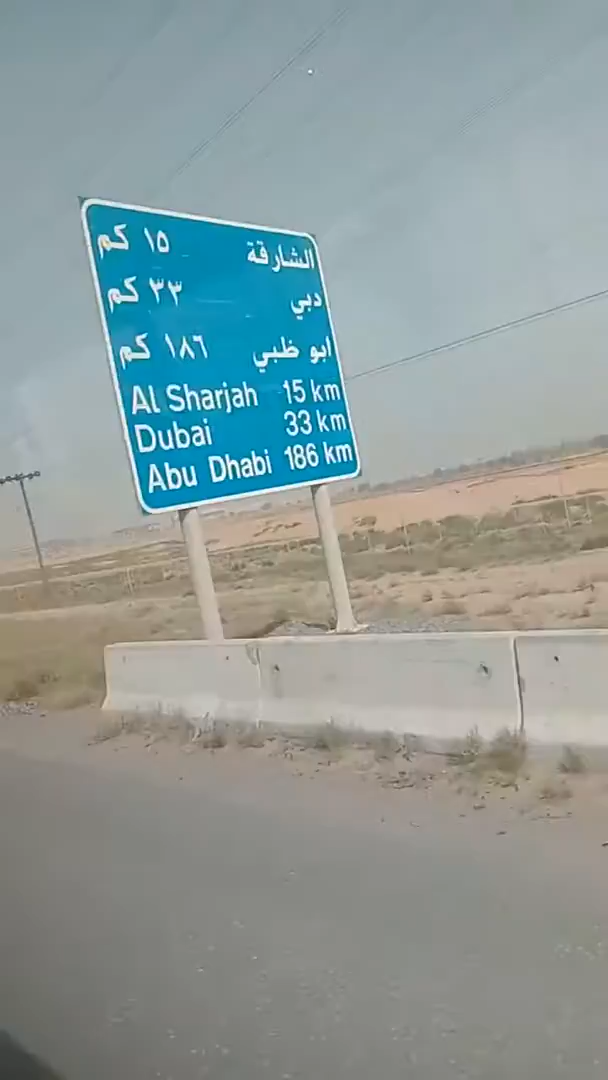 الشارقة ١٥ كم
دبي ٣٣ كم
ابو ظبي ١٨٦ كم
Al Sharjah 15 km
Dubai 33 km
Abu Dhabi 186 km